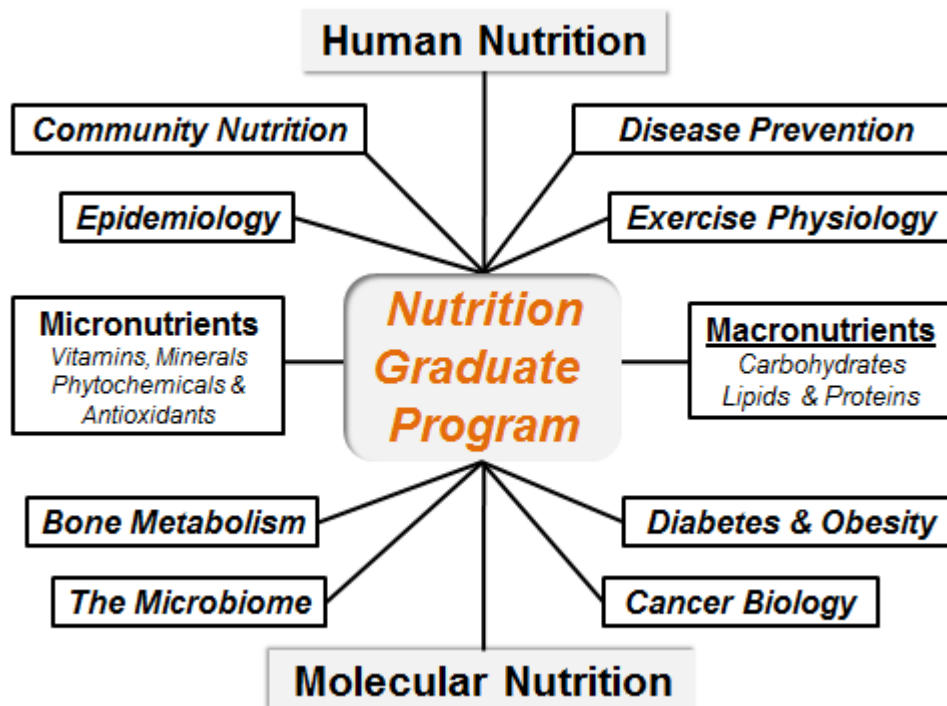 Human Nutrition
Community Nutrition
Disease Prevention
Epidemiology
Exercise Physiology
Micronutrients
Vitamins, Minerals
Phytochemicals &
Antioxidants
Nutrition
Graduate
Program
Macronutrients
Carbohydrates
Lipids & Proteins
Bone Metabolism
Diabetes & Obesity
The Microbiome
Cancer Biology
Molecular Nutrition